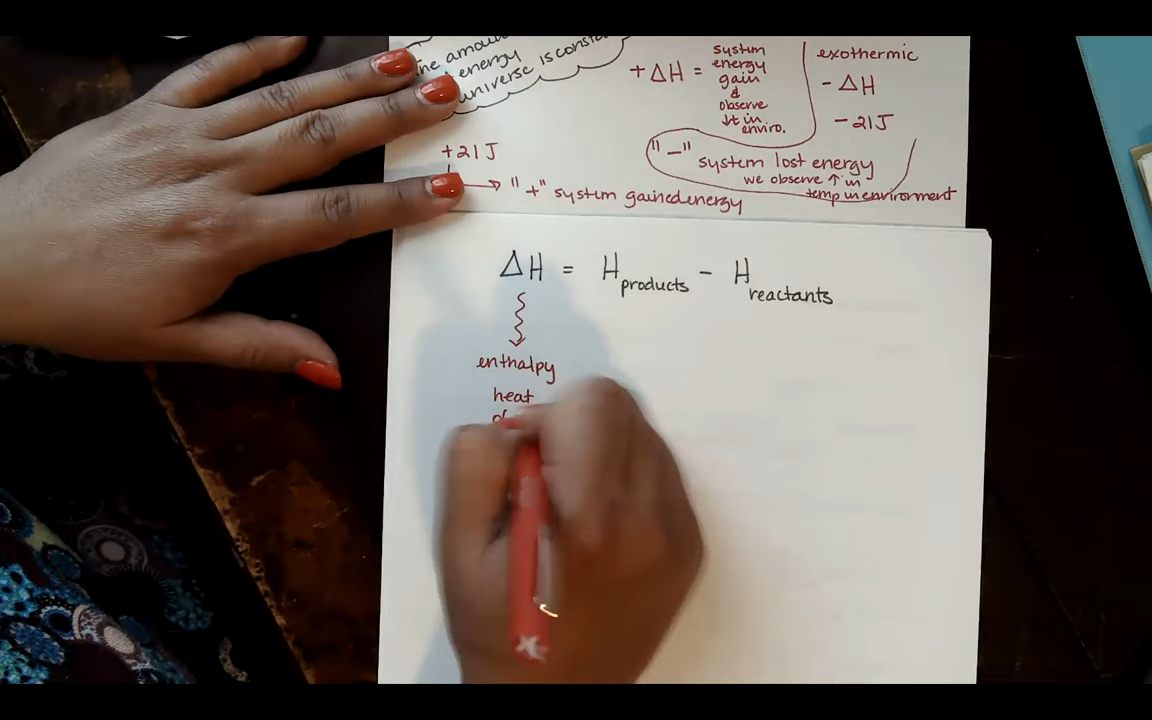 The amou
energy
universe is consta
+21J
"+" system gained energy
+ ΔH = system
energy
gain
&
observe
↓t in
enviro.
exothermic
- ΔH
- 21J
"-" system lost energy
we observe ↑ in
temp in environment
ΔH = H products - H reactants
enthalpy
heat